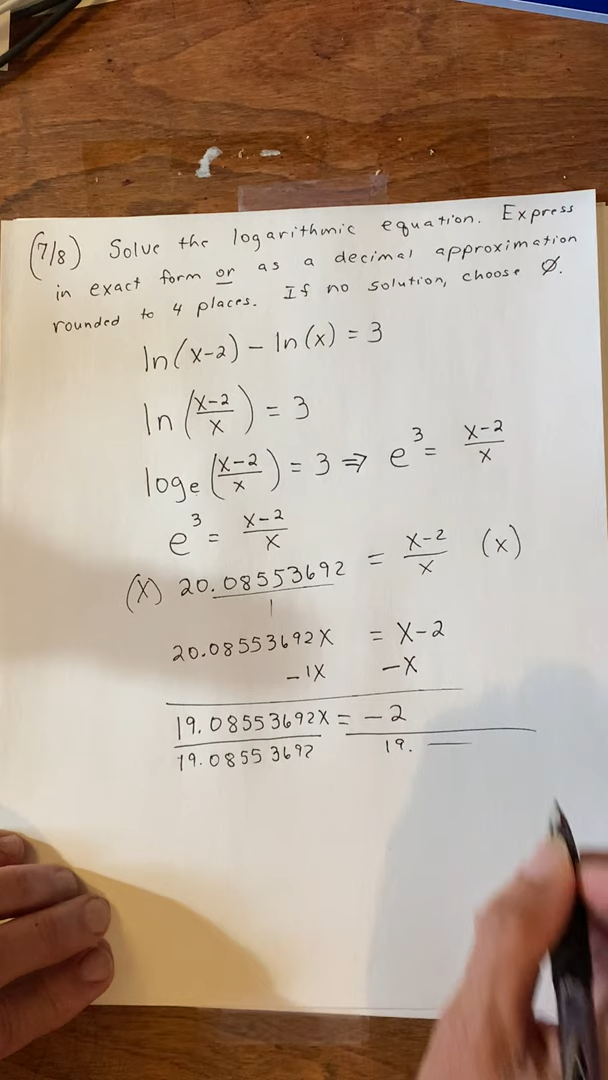 (7/8) Solve the logarithmic equation. Express
in exact form or as a decimal approximation
rounded to 4 places. If no solution, choose Ø.
ln(x-2) - ln(x) = 3
ln(x-2/x) = 3
loge(x-2/x) = 3 ⇒ e³ = x-2/x
e³ = x-2/x
(x) 20.08553692/1 = x-2/x (x)
20.08553692x = x-2
-1x -x
19.08553692x = -2
19.08553692 19. —